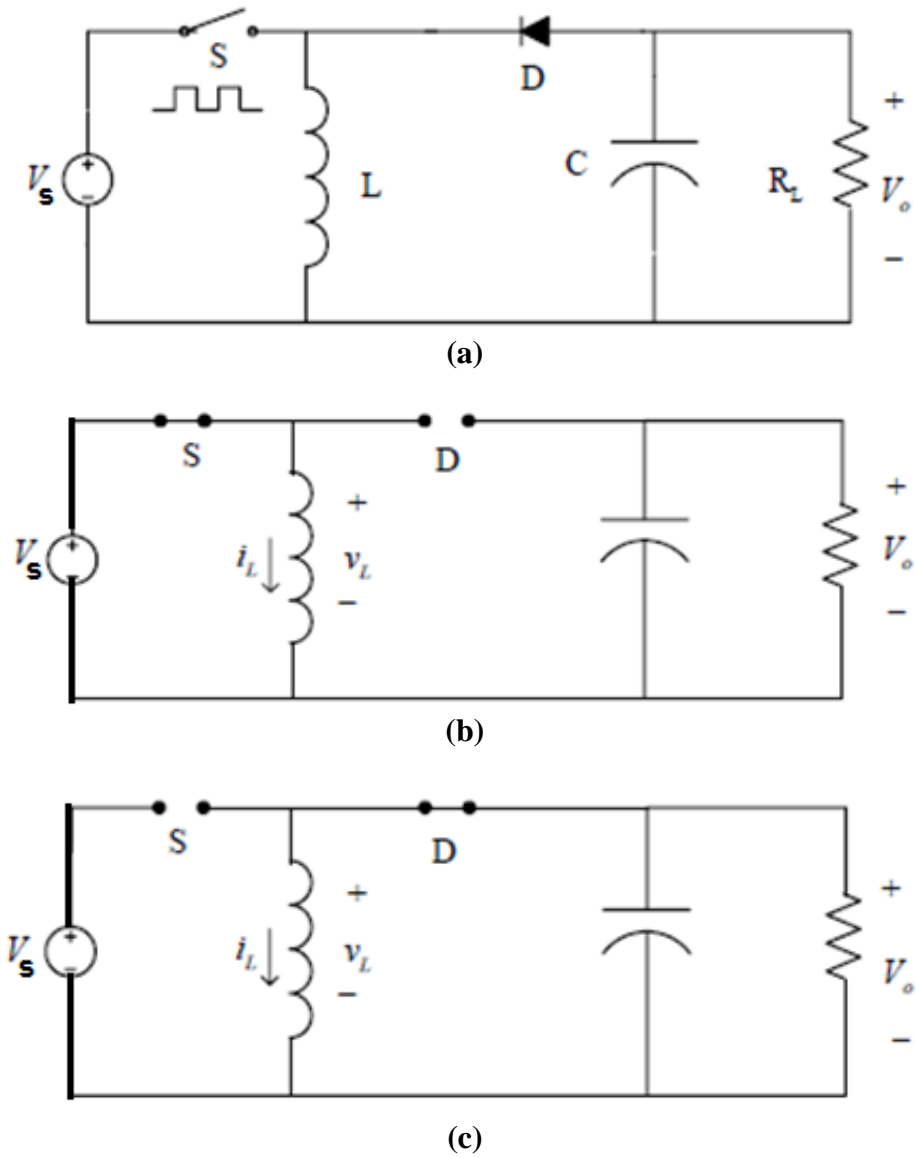 S
D
V_s
+
−
L
C
R_L
+
V_o
−
(a)
S
D
V_s
+
−
i_L
+
v_L
−
+
V_o
−
(b)
S
D
V_s
+
−
i_L
+
v_L
−
+
V_o
−
(c)